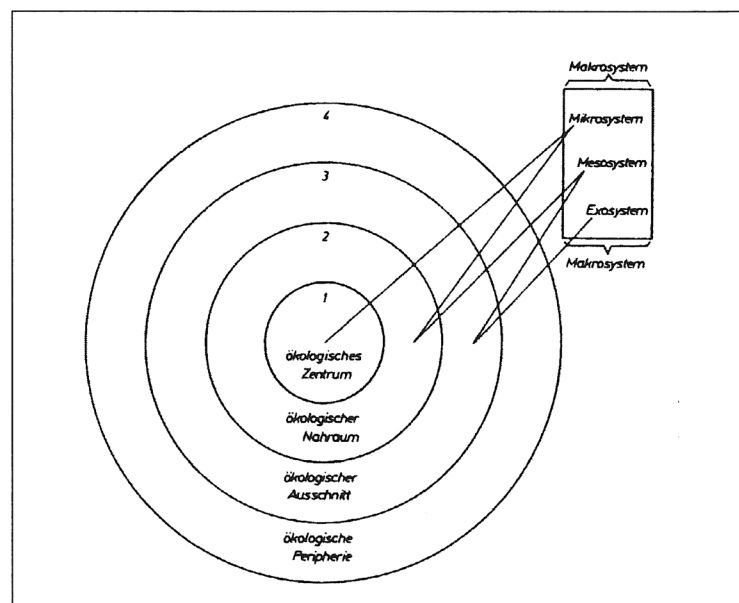 Makrosystem
Mikrosystem
Mesosystem
Exosystem
Makrosystem
4
3
2
1
ökologisches
Zentrum
ökologischer
Nahraum
ökologischer
Ausschnitt
ökologische
Peripherie